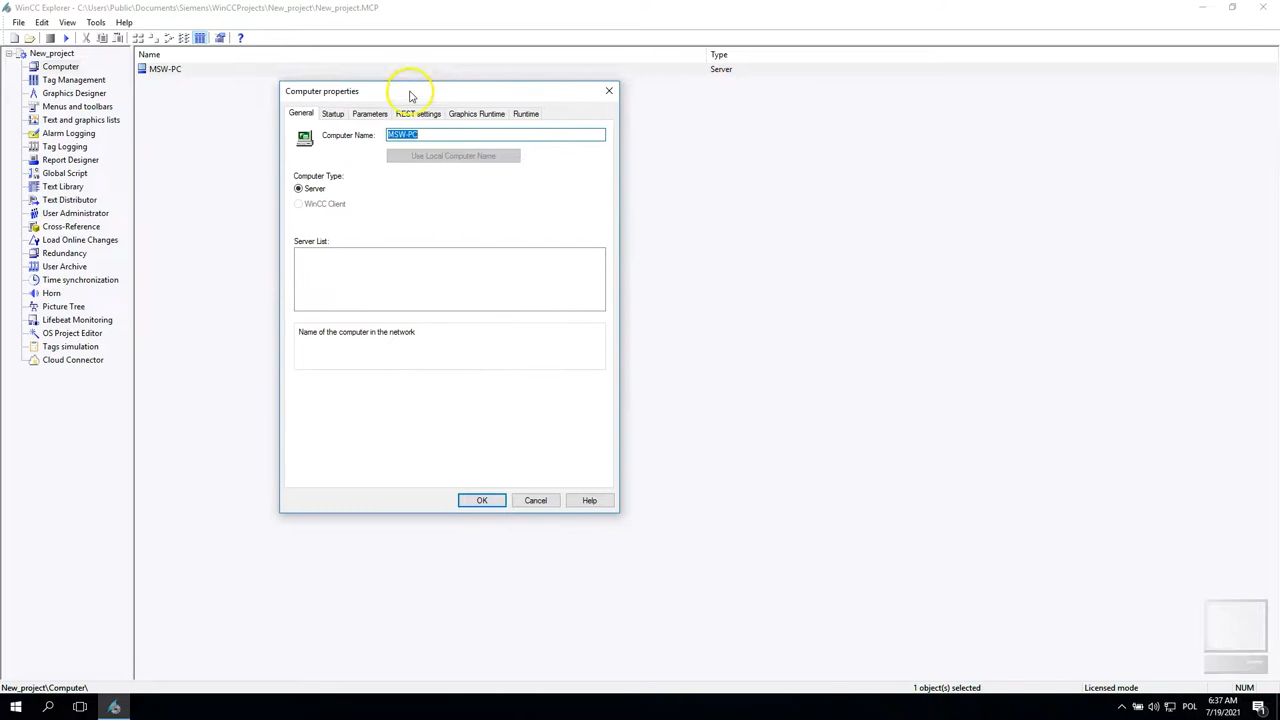 WinCC Explorer - C:\Users\Public\Documents\Siemens\WinCCProjects\New_project\New_project.MCP
File Edit View Tools Help
New_project
Computer
Tag Management
Graphics Designer
Menus and toolbars
Text and graphics lists
Alarm Logging
Tag Logging
Report Designer
Global Script
Text Library
Text Distributor
User Administrator
Cross-Reference
Load Online Changes
Redundancy
User Archive
Time synchronization
Horn
Picture Tree
Lifebeat Monitoring
OS Project Editor
Tags simulation
Cloud Connector
Name Type
MSW-PC Server
Computer properties
General Startup Parameters REST settings Graphics Runtime Runtime
Computer Name: MSW-PC
Use Local Computer Name
Computer Type:
Server
WinCC Client
Server List:
Name of the computer in the network
OK Cancel Help
New_project\Computer\ 1 object(s) selected Licensed mode NUM
POL 6:37 AM
7/19/2021